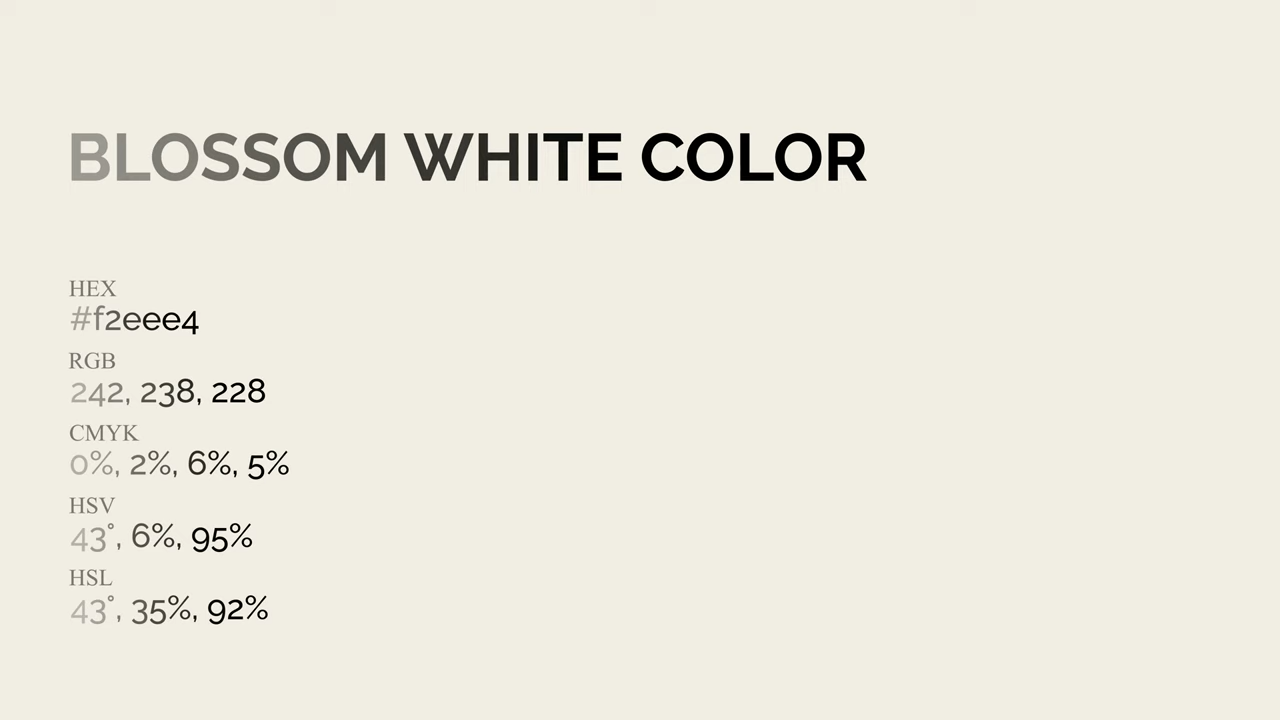 BLOSSOM WHITE COLOR
HEX
#f2eee4
RGB
242, 238, 228
CMYK
0%, 2%, 6%, 5%
HSV
43°, 6%, 95%
HSL
43°, 35%, 92%